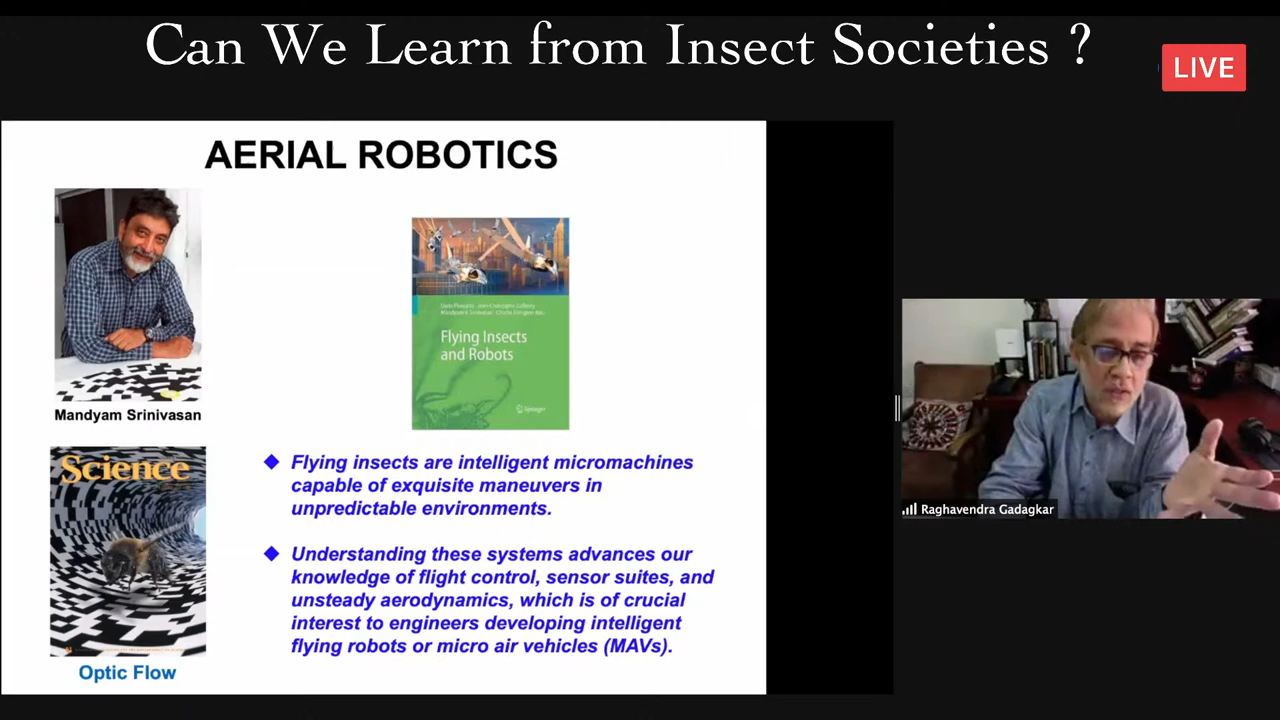 Can We Learn from Insect Societies ?
LIVE
AERIAL ROBOTICS
Mandyam Srinivasan
Flying Insects
and Robots
Springer
Science
Optic Flow
Flying insects are intelligent micromachines
capable of exquisite maneuvers in
unpredictable environments.
Understanding these systems advances our
knowledge of flight control, sensor suites, and
unsteady aerodynamics, which is of crucial
interest to engineers developing intelligent
flying robots or micro air vehicles (MAVs).
Raghavendra Gadagkar